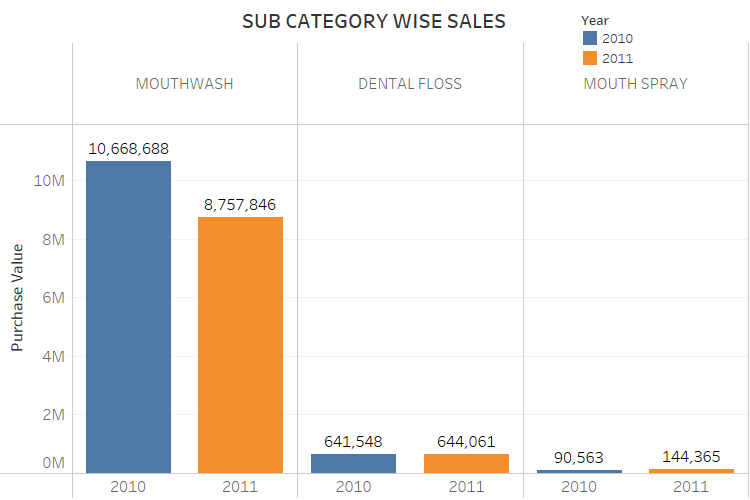 SUB CATEGORY WISE SALES
Year
2010
2011
MOUTHWASH DENTAL FLOSS MOUTH SPRAY
10,668,688
8,757,846
641,548
644,061
90,563
144,365
10M
8M
6M
4M
2M
0M
Purchase Value
2010 2011 2010 2011 2010 2011